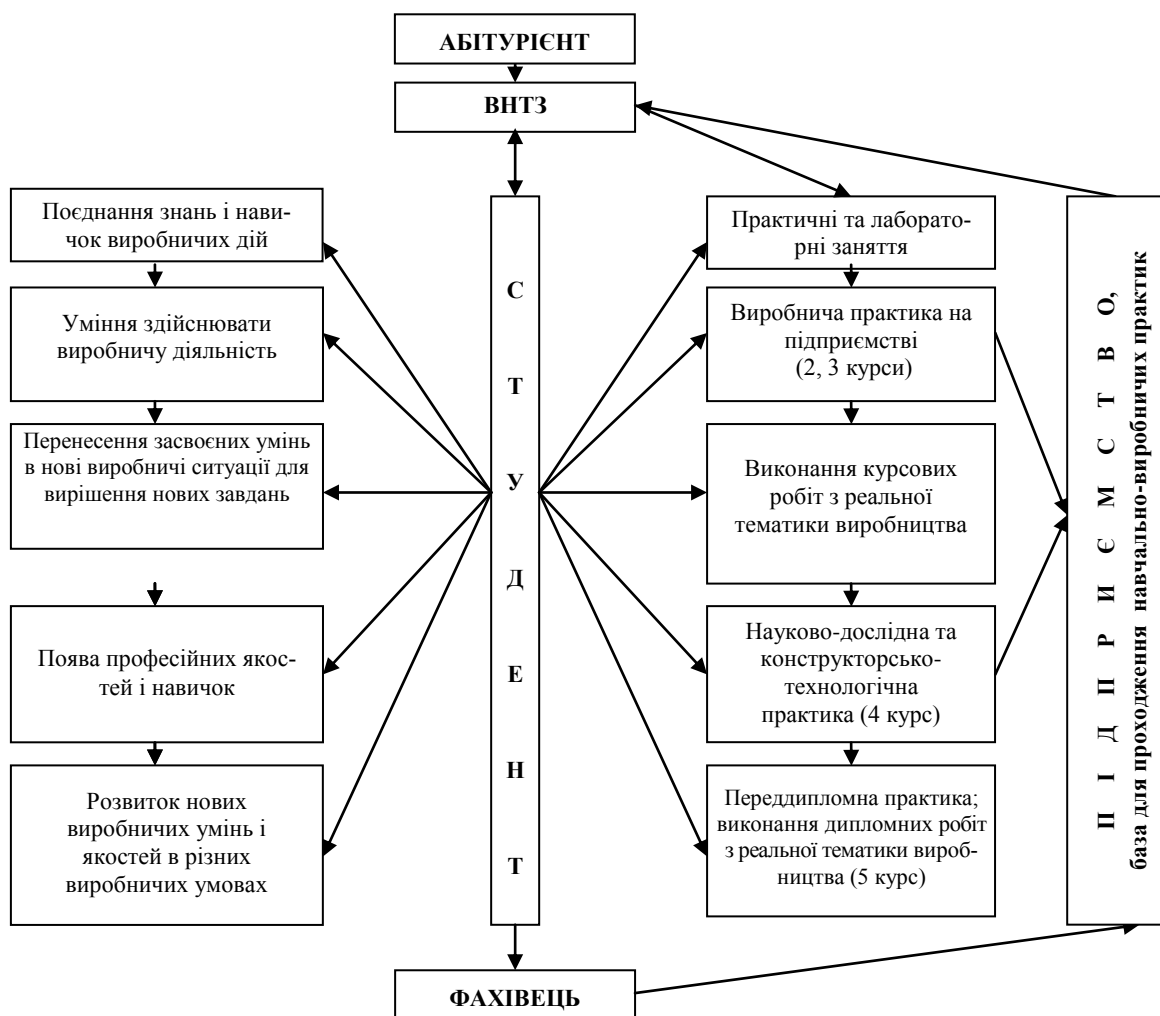 АБІТУРІЄНТ
ВНТЗ
Поєднання знань і нави-
чок виробничих дій
Уміння здійснювати
виробничу діяльність
Перенесення засвоєних умінь
в нові виробничі ситуації для
вирішення нових завдань
Поява професійних якос-
тей і навичок
Розвиток нових
виробничих умінь і
якостей в різних
виробничих умовах
С Т У Д Е Н Т
Практичні та лаборато-
рні заняття
Виробнича практика на
підприємстві
(2, 3 курси)
Виконання курсових
робіт з реальної
тематики виробництва
Науково-дослідна та
конструкторсько-
технологічна
практика (4 курс)
Переддипломна практика;
виконання дипломних робіт
з реальної тематики вироб-
ництва (5 курс)
П І Д П Р И Є М С Т В О,
база для проходження навчально-виробничих практик
ФАХІВЕЦЬ